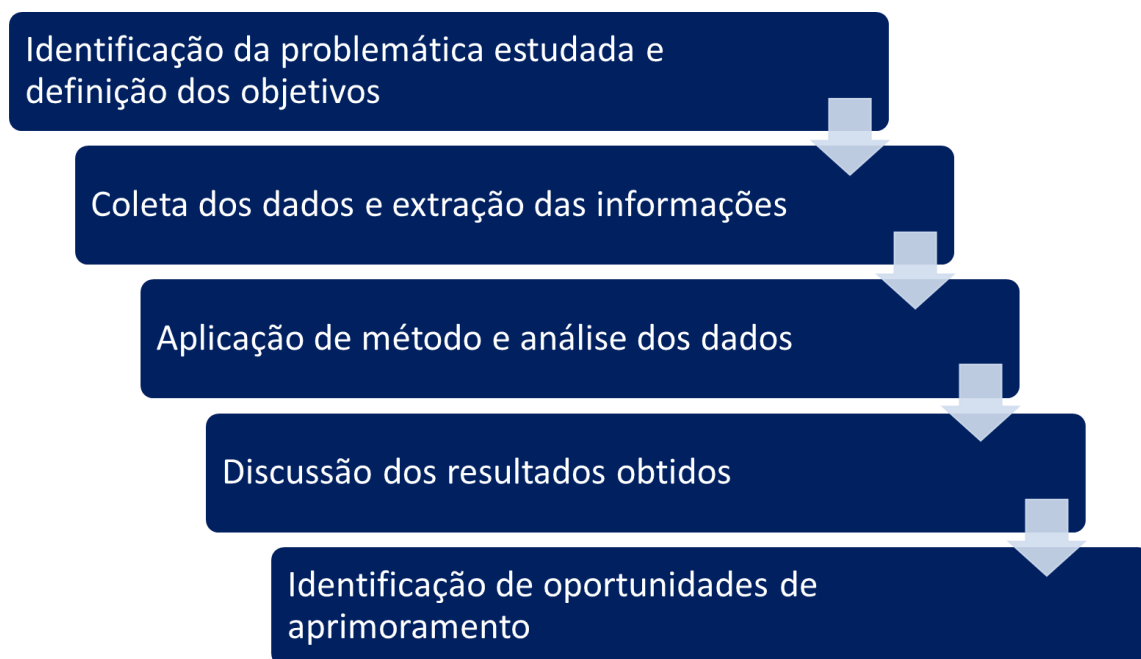 Identificação da problemática estudada e
definição dos objetivos
Coleta dos dados e extração das informações
Aplicação de método e análise dos dados
Discussão dos resultados obtidos
Identificação de oportunidades de
aprimoramento